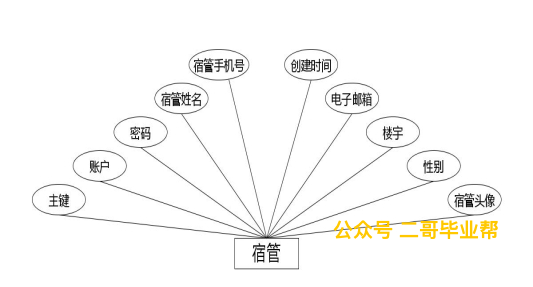 宿管手机号
创建时间
宿管姓名
电子邮箱
密码
楼宇
账户
性别
主键
宿管头像
公众号 二哥毕业帮
宿管